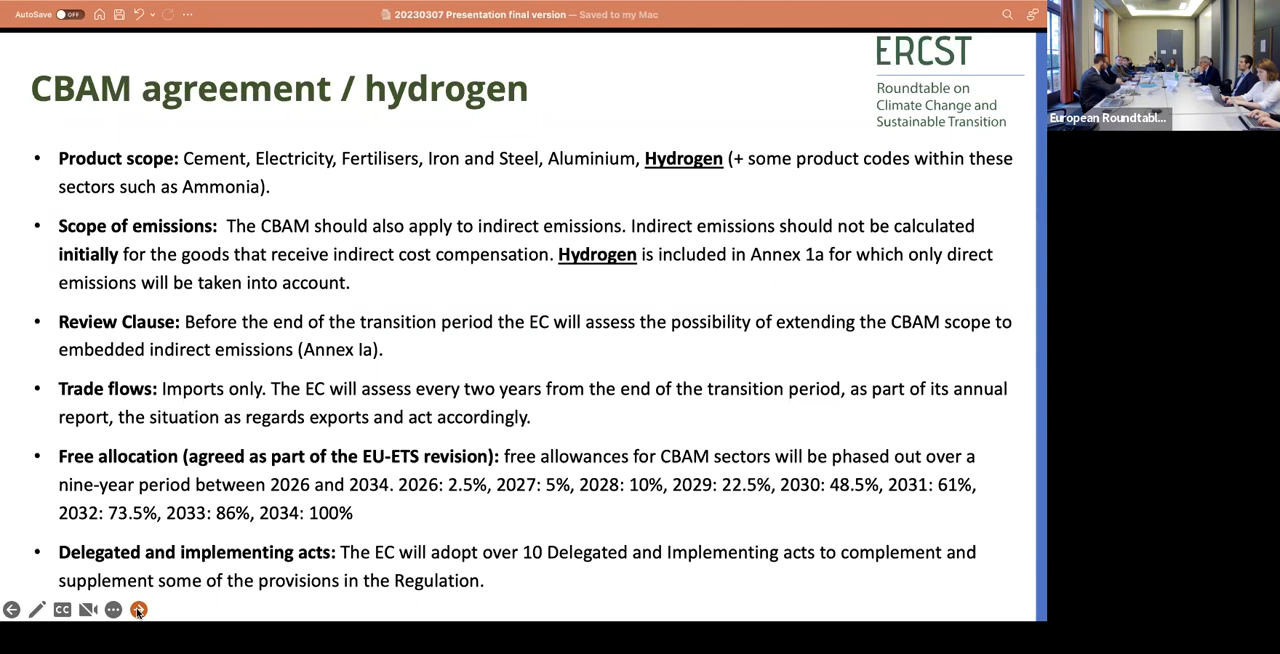 AutoSave OFF
20230307 Presentation final version — Saved to my Mac
ERCST
Roundtable on
Climate Change and
Sustainable Transition
European Roundtabl...
CBAM agreement / hydrogen
• Product scope: Cement, Electricity, Fertilisers, Iron and Steel, Aluminium, Hydrogen (+ some product codes within these
sectors such as Ammonia).
• Scope of emissions: The CBAM should also apply to indirect emissions. Indirect emissions should not be calculated
initially for the goods that receive indirect cost compensation. Hydrogen is included in Annex 1a for which only direct
emissions will be taken into account.
• Review Clause: Before the end of the transition period the EC will assess the possibility of extending the CBAM scope to
embedded indirect emissions (Annex Ia).
• Trade flows: Imports only. The EC will assess every two years from the end of the transition period, as part of its annual
report, the situation as regards exports and act accordingly.
• Free allocation (agreed as part of the EU-ETS revision): free allowances for CBAM sectors will be phased out over a
nine-year period between 2026 and 2034. 2026: 2.5%, 2027: 5%, 2028: 10%, 2029: 22.5%, 2030: 48.5%, 2031: 61%,
2032: 73.5%, 2033: 86%, 2034: 100%
• Delegated and implementing acts: The EC will adopt over 10 Delegated and Implementing acts to complement and
supplement some of the provisions in the Regulation.
CC